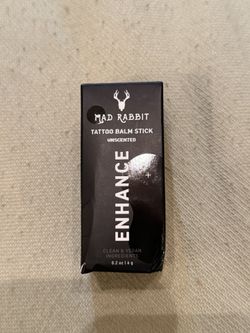 MAD RABBIT
TATTOO BALM STICK
UNSCENTED
ENHANCE
+
CLEAN & VEGAN
INGREDIENTS
0.2 oz | 6 g